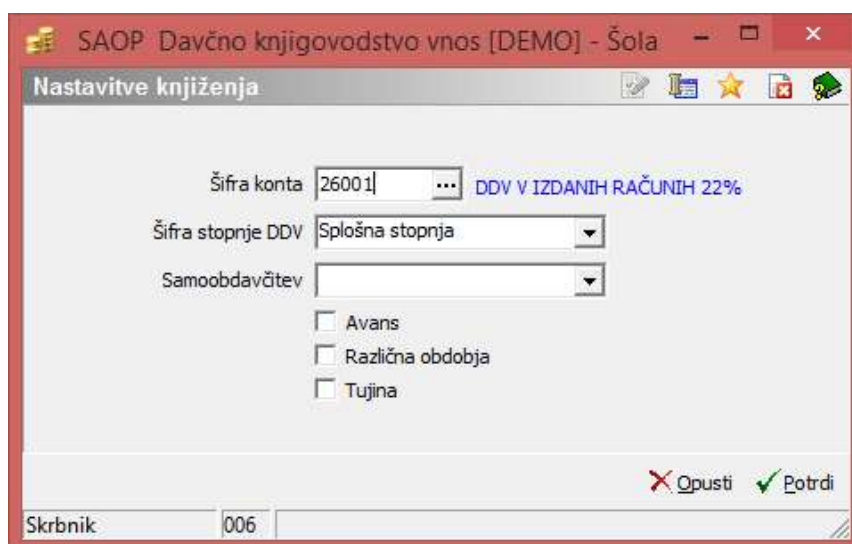 SAOP Davčno knjigovodstvo vnos [DEMO] - Šola
Nastavitve knjiženja
Šifra konta 26001 ... DDV V IZDANIH RAČUNIH 22%
Šifra stopnje DDV Splošna stopnja
Samoobdavčitev
Avans
Različna obdobja
Tujina
Opusti Potrdi
Skrbnik 006